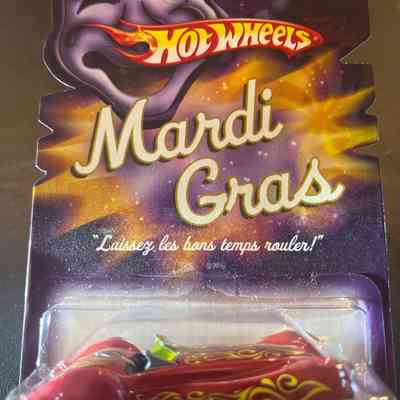 HOT WHEELS
Mardi
Gras
"Laissez les bons temps rouler!"